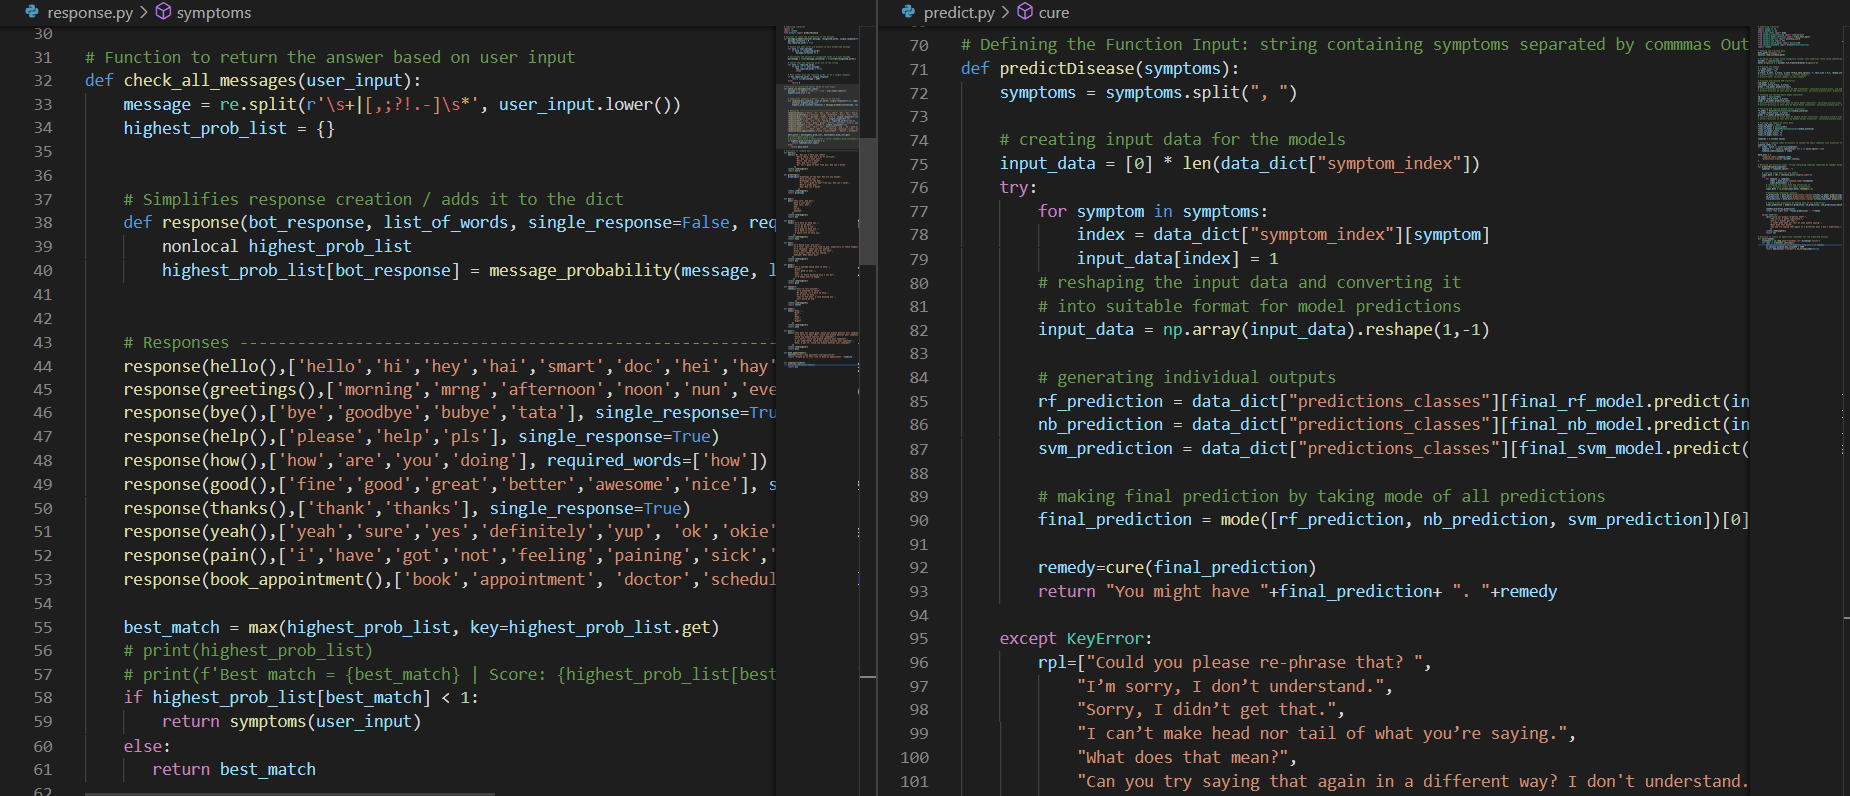 response.py > symptoms
30
31 # Function to return the answer based on user input
32 def check_all_messages(user_input):
33 message = re.split(r'\s+|[,;?!.-]\s*', user_input.lower())
34 highest_prob_list = {}
35
36
37 # Simplifies response creation / adds it to the dict
38 def response(bot_response, list_of_words, single_response=False, req
39 nonlocal highest_prob_list
40 highest_prob_list[bot_response] = message_probability(message, l
41
42
43 # Responses --------------------------------------------------------
44 response(hello(),['hello','hi','hey','hai','smart','doc','hei','hay'
45 response(greetings(),['morning','mrng','afternoon','noon','nun','eve
46 response(bye(),['bye','goodbye','bubye','tata'], single_response=Tru
47 response(help(),['please','help','pls'], single_response=True)
48 response(how(),['how','are','you','doing'], required_words=['how'])
49 response(good(),['fine','good','great','better','awesome','nice'], s
50 response(thanks(),['thank','thanks'], single_response=True)
51 response(yeah(),['yeah','sure','yes','definitely','yup', 'ok','okie'
52 response(pain(),['i','have','got','not','feeling','paining','sick','
53 response(book_appointment(),['book','appointment', 'doctor','schedul
54
55 best_match = max(highest_prob_list, key=highest_prob_list.get)
56 # print(highest_prob_list)
57 # print(f'Best match = {best_match} | Score: {highest_prob_list[best
58 if highest_prob_list[best_match] < 1:
59 return symptoms(user_input)
60 else:
61 return best_match
62
predict.py > cure
70 # Defining the Function Input: string containing symptoms separated by commmas Out
71 def predictDisease(symptoms):
72 symptoms = symptoms.split(", ")
73
74 # creating input data for the models
75 input_data = [0] * len(data_dict["symptom_index"])
76 try:
77 for symptom in symptoms:
78 index = data_dict["symptom_index"][symptom]
79 input_data[index] = 1
80 # reshaping the input data and converting it
81 # into suitable format for model predictions
82 input_data = np.array(input_data).reshape(1,-1)
83
84 # generating individual outputs
85 rf_prediction = data_dict["predictions_classes"][final_rf_model.predict(in
86 nb_prediction = data_dict["predictions_classes"][final_nb_model.predict(in
87 svm_prediction = data_dict["predictions_classes"][final_svm_model.predict(
88
89 # making final prediction by taking mode of all predictions
90 final_prediction = mode([rf_prediction, nb_prediction, svm_prediction])[0]
91
92 remedy=cure(final_prediction)
93 return "You might have "+final_prediction+ ". "+remedy
94
95 except KeyError:
96 rpl=["Could you please re-phrase that? ",
97 "I’m sorry, I don’t understand.",
98 "Sorry, I didn’t get that.",
99 "I can’t make head nor tail of what you’re saying.",
100 "What does that mean?",
101 "Can you try saying that again in a different way? I don't understand.